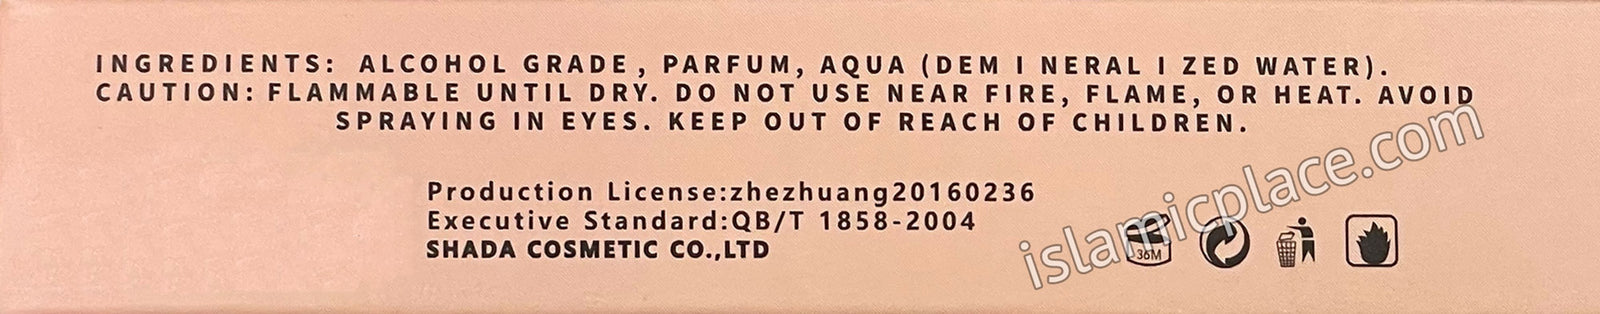 INGREDIENTS: ALCOHOL GRADE, PARFUM, AQUA (DEM I NERAL I ZED WATER).
CAUTION: FLAMMABLE UNTIL DRY. DO NOT USE NEAR FIRE, FLAME, OR HEAT. AVOID
SPRAYING IN EYES. KEEP OUT OF REACH OF CHILDREN.
Production License:zhezhuang20160236
Executive Standard:QB/T 1858-2004
SHADA COSMETIC CO.,LTD
36M
islamicplace.com